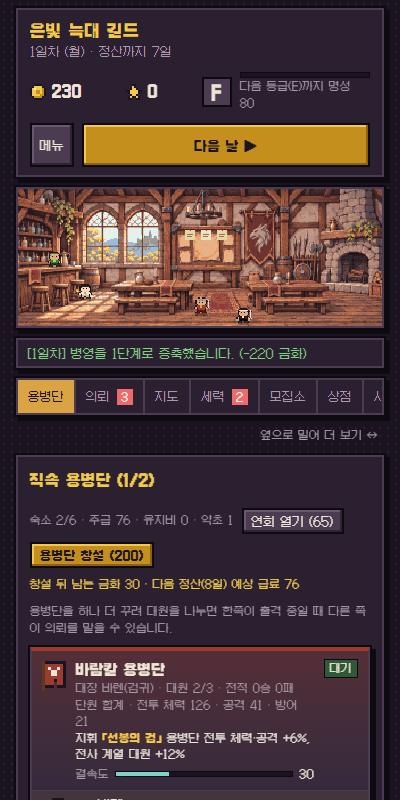 은빛 늑대 길드
1일차 (월) · 정산까지 7일
230
0
F
다음 등급(E)까지 명성
80
메뉴
다음 날 ▶
[1일차] 병영을 1단계로 증축했습니다. (-220 금화)
용병단
의뢰 3
지도
세력 2
모집소
상점
옆으로 밀어 더 보기 ↔
직속 용병단 (1/2)
숙소 2/6 · 주급 76 · 유지비 0 · 약초 1
연회 열기 (65)
용병단 창설 (200)
창설 뒤 남는 금화 30 · 다음 정산(8일) 예상 급료 76
용병단을 하나 더 꾸려 대원을 나누면 한쪽이 출격 중일 때 다른 쪽
이 의뢰를 맡을 수 있습니다.
바람칼 용병단
대기
대장 비렌(검귀) · 대원 2/3 · 전적 0승 0패
단원 합계 · 전투 체력 126 · 공격 41 · 방어
21
지휘 「선봉의 검」 용병단 전투 체력·공격 +6%,
전사 계열 대원 +12%
결속도
30